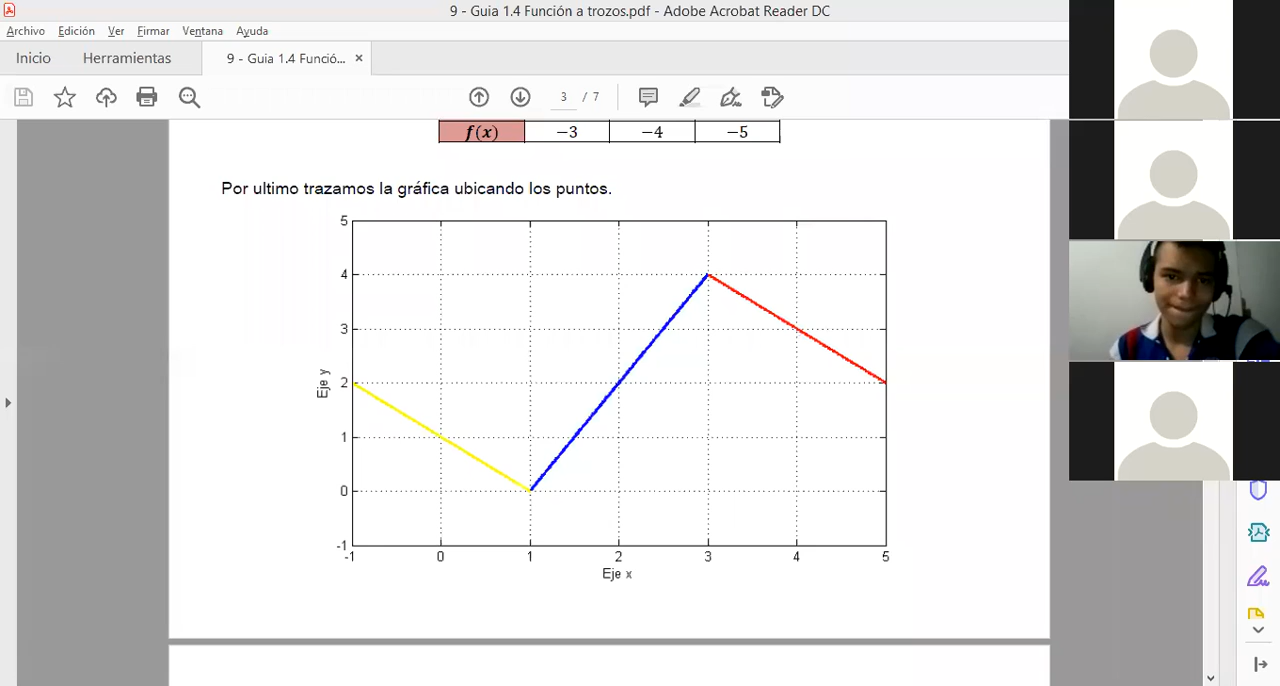 9 - Guia 1.4 Función a trozos.pdf - Adobe Acrobat Reader DC
Archivo Edición Ver Firmar Ventana Ayuda
Inicio Herramientas 9 - Guia 1.4 Funció... ×
3 / 7
f(x) −3 −4 −5
Por ultimo trazamos la gráfica ubicando los puntos.
5
4
3
2
1
0
-1
Eje y
-1 0 1 2 3 4 5
Eje x